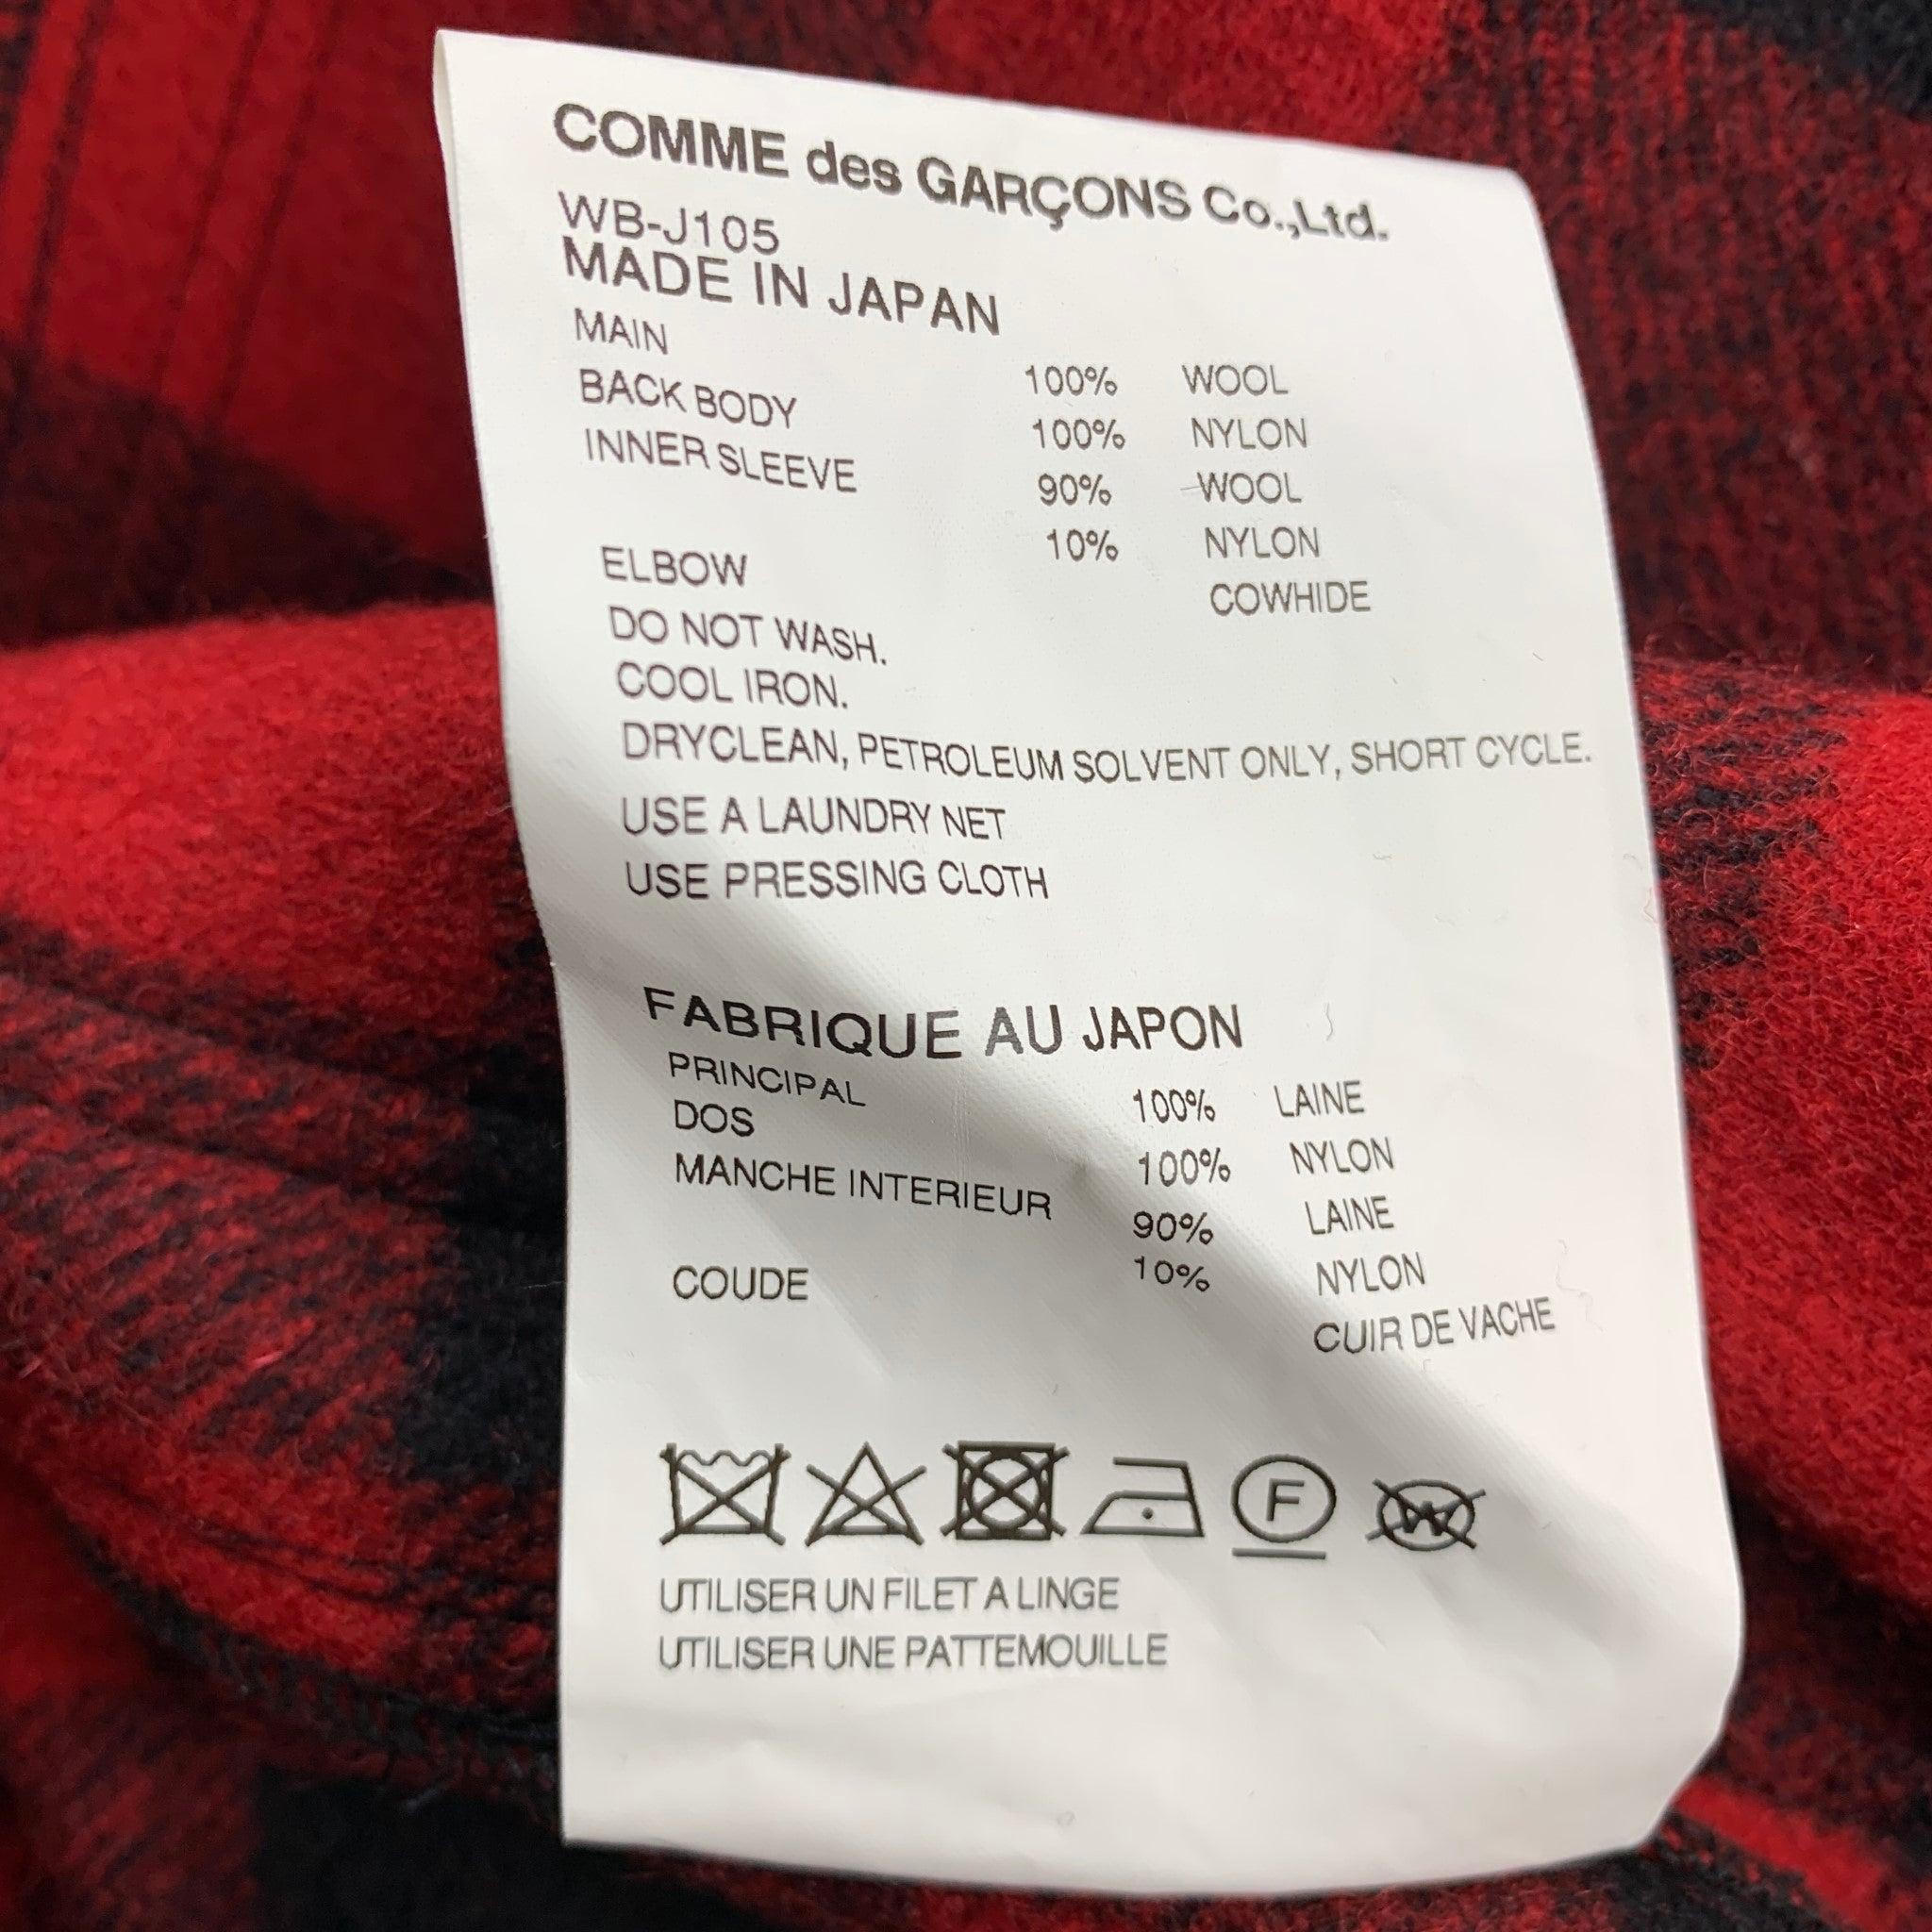 COMME des GARÇONS Co.,Ltd.
WB-J105
MADE IN JAPAN
MAIN 100% WOOL
BACK BODY 100% NYLON
INNER SLEEVE 90% WOOL
10% NYLON
ELBOW COWHIDE
DO NOT WASH.
COOL IRON.
DRYCLEAN, PETROLEUM SOLVENT ONLY, SHORT CYCLE.
USE A LAUNDRY NET
USE PRESSING CLOTH
FABRIQUE AU JAPON
PRINCIPAL 100% LAINE
DOS 100% NYLON
MANCHE INTERIEUR 90% LAINE
10% NYLON
COUDE CUIR DE VACHE
F W
UTILISER UN FILET A LINGE
UTILISER UNE PATTEMOUILLE